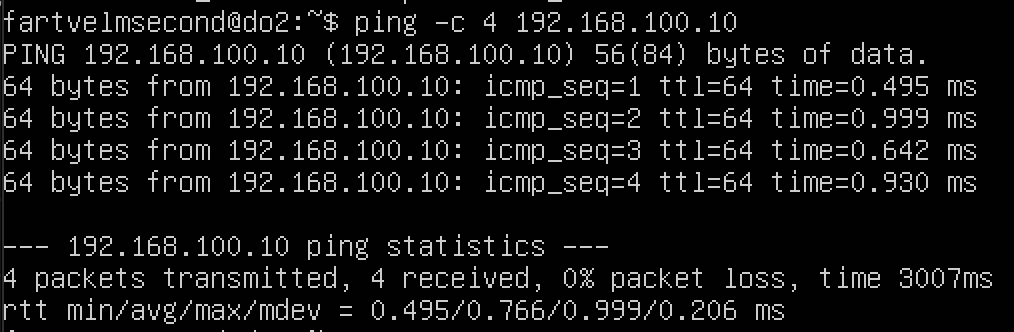 fartvelmsecond@do2:~$ ping -c 4 192.168.100.10
PING 192.168.100.10 (192.168.100.10) 56(84) bytes of data.
64 bytes from 192.168.100.10: icmp_seq=1 ttl=64 time=0.495 ms
64 bytes from 192.168.100.10: icmp_seq=2 ttl=64 time=0.999 ms
64 bytes from 192.168.100.10: icmp_seq=3 ttl=64 time=0.642 ms
64 bytes from 192.168.100.10: icmp_seq=4 ttl=64 time=0.930 ms
--- 192.168.100.10 ping statistics ---
4 packets transmitted, 4 received, 0% packet loss, time 3007ms
rtt min/avg/max/mdev = 0.495/0.766/0.999/0.206 ms